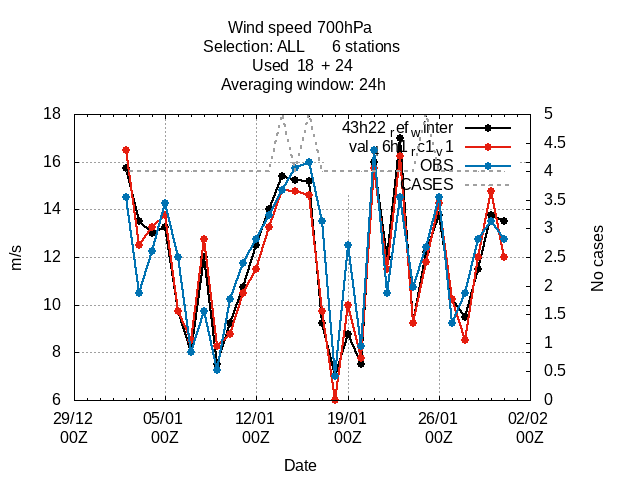 Wind speed 700hPa
Selection: ALL 6 stations
Used 18 + 24
Averaging window: 24h
43h22_ref_winter
OBS
CASES
m/s
18
16
14
12
10
8
6
5
4.5
4
3.5
3
2.5
2
1.5
1
0.5
0
No cases
29/12 05/01 12/01 19/01 26/01 02/02
00Z 00Z 00Z 00Z 00Z 00Z
Date